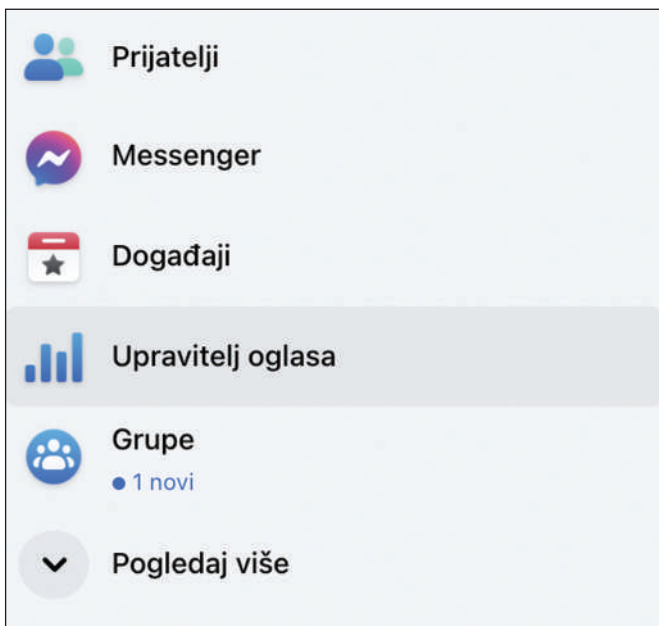 Prijatelji
Messenger
Događaji
Upravitelj oglasa
Grupe
1 novi
Pogledaj više